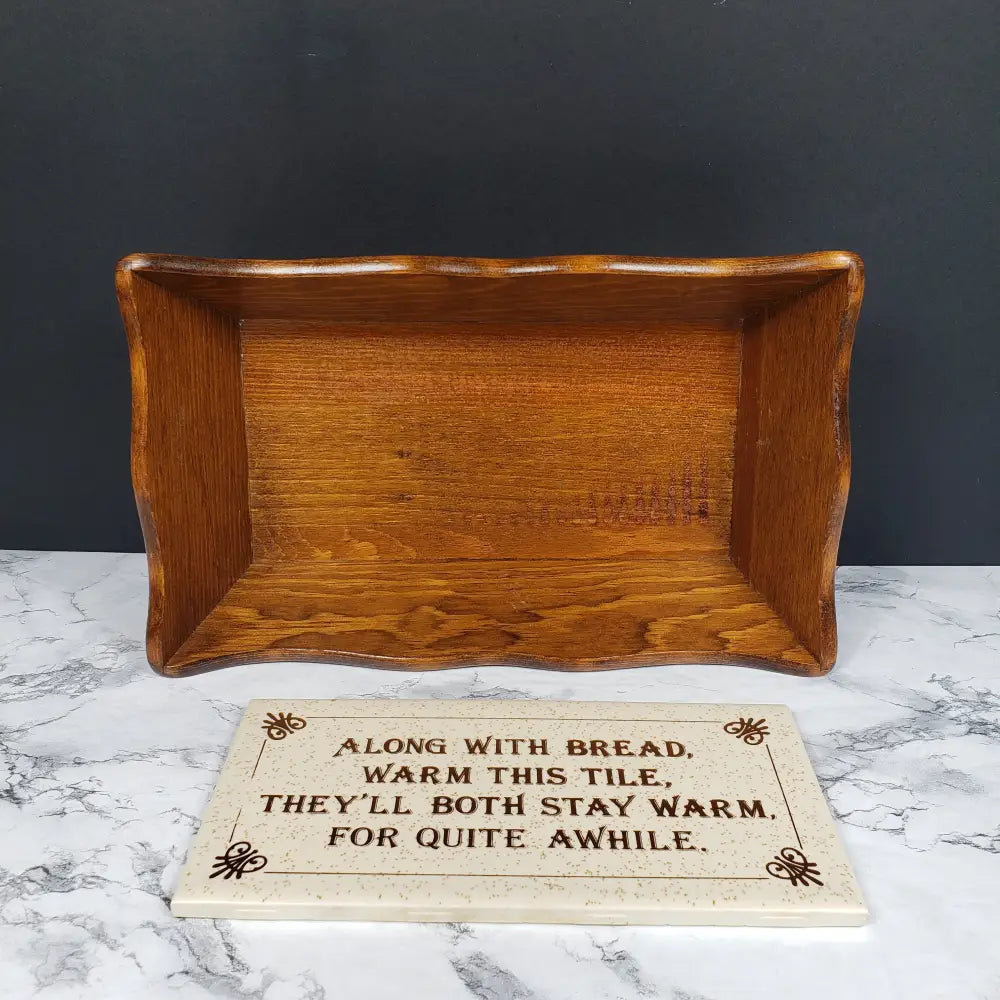 ALONG WITH BREAD,
WARM THIS TILE,
THEY'LL BOTH STAY WARM,
FOR QUITE AWHILE.